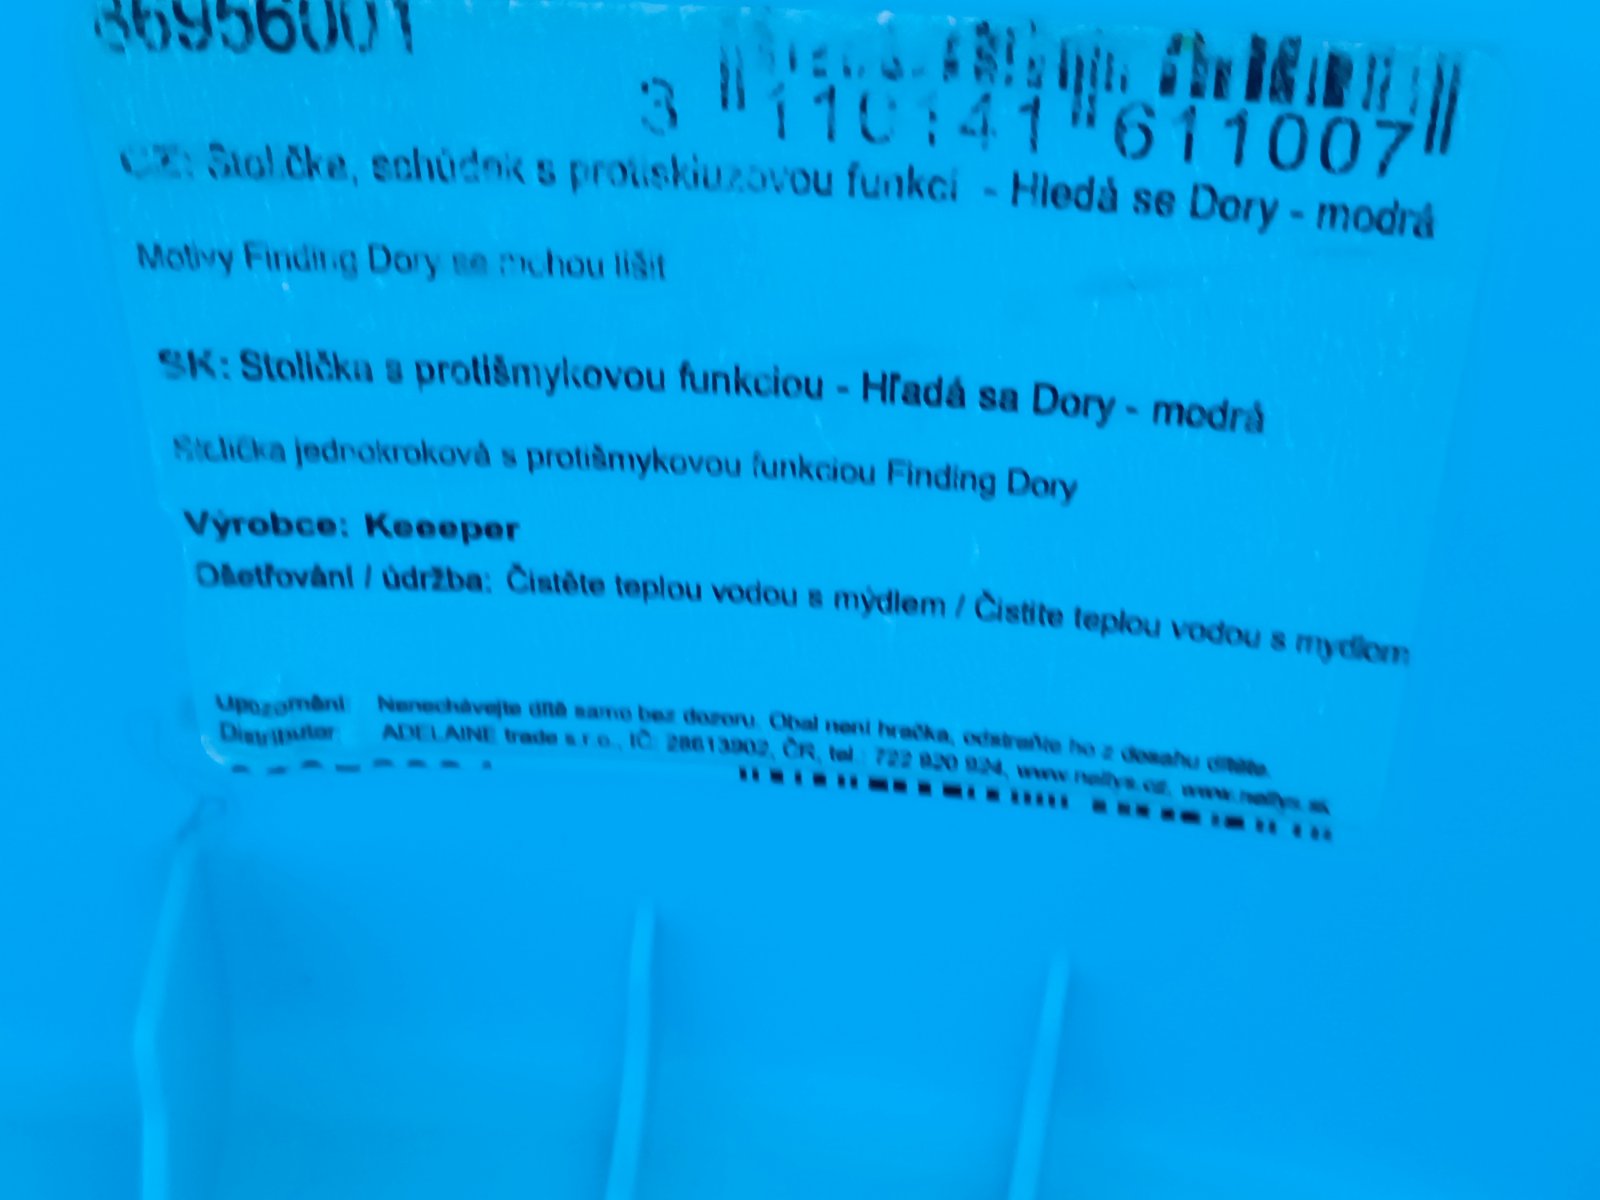 86956001
3 110141 611007
CZ: Stolička, schůdek s protiskluzovou funkcí - Hledá se Dory - modrá
Motivy Finding Dory se mohou lišit
SK: Stolička s protišmykovou funkciou - Hľadá sa Dory - modrá
Stolička jednokroková s protišmykovou funkciou Finding Dory
Výrobce: Keeeper
Ošetřování / údržba: Čistěte teplou vodou s mýdlem / Čistite teplou vodou s mydlom
Upozornění: Nenechávejte dítě samo bez dozoru. Obal není hračka, odstraňte ho z dosahu dítěte.
Distributor: ADELAINE trade s.r.o., IČ: 28613902, ČR, tel.: 722 920 924, www.nellys.cz, www.nellys.sk